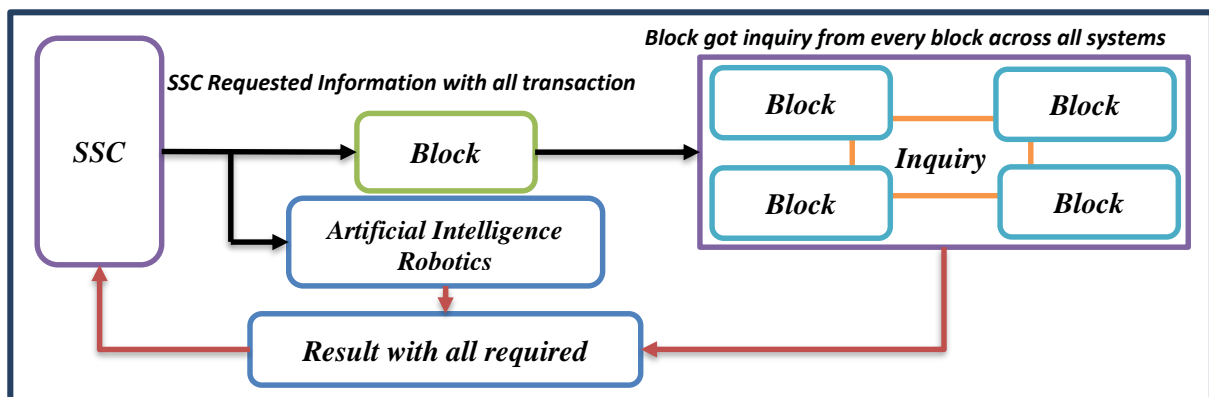 Block got inquiry from every block across all systems
SSC Requested Information with all transaction
SSC
Block
Block
Block
Inquiry
Block
Block
Artificial Intelligence
Robotics
Result with all required